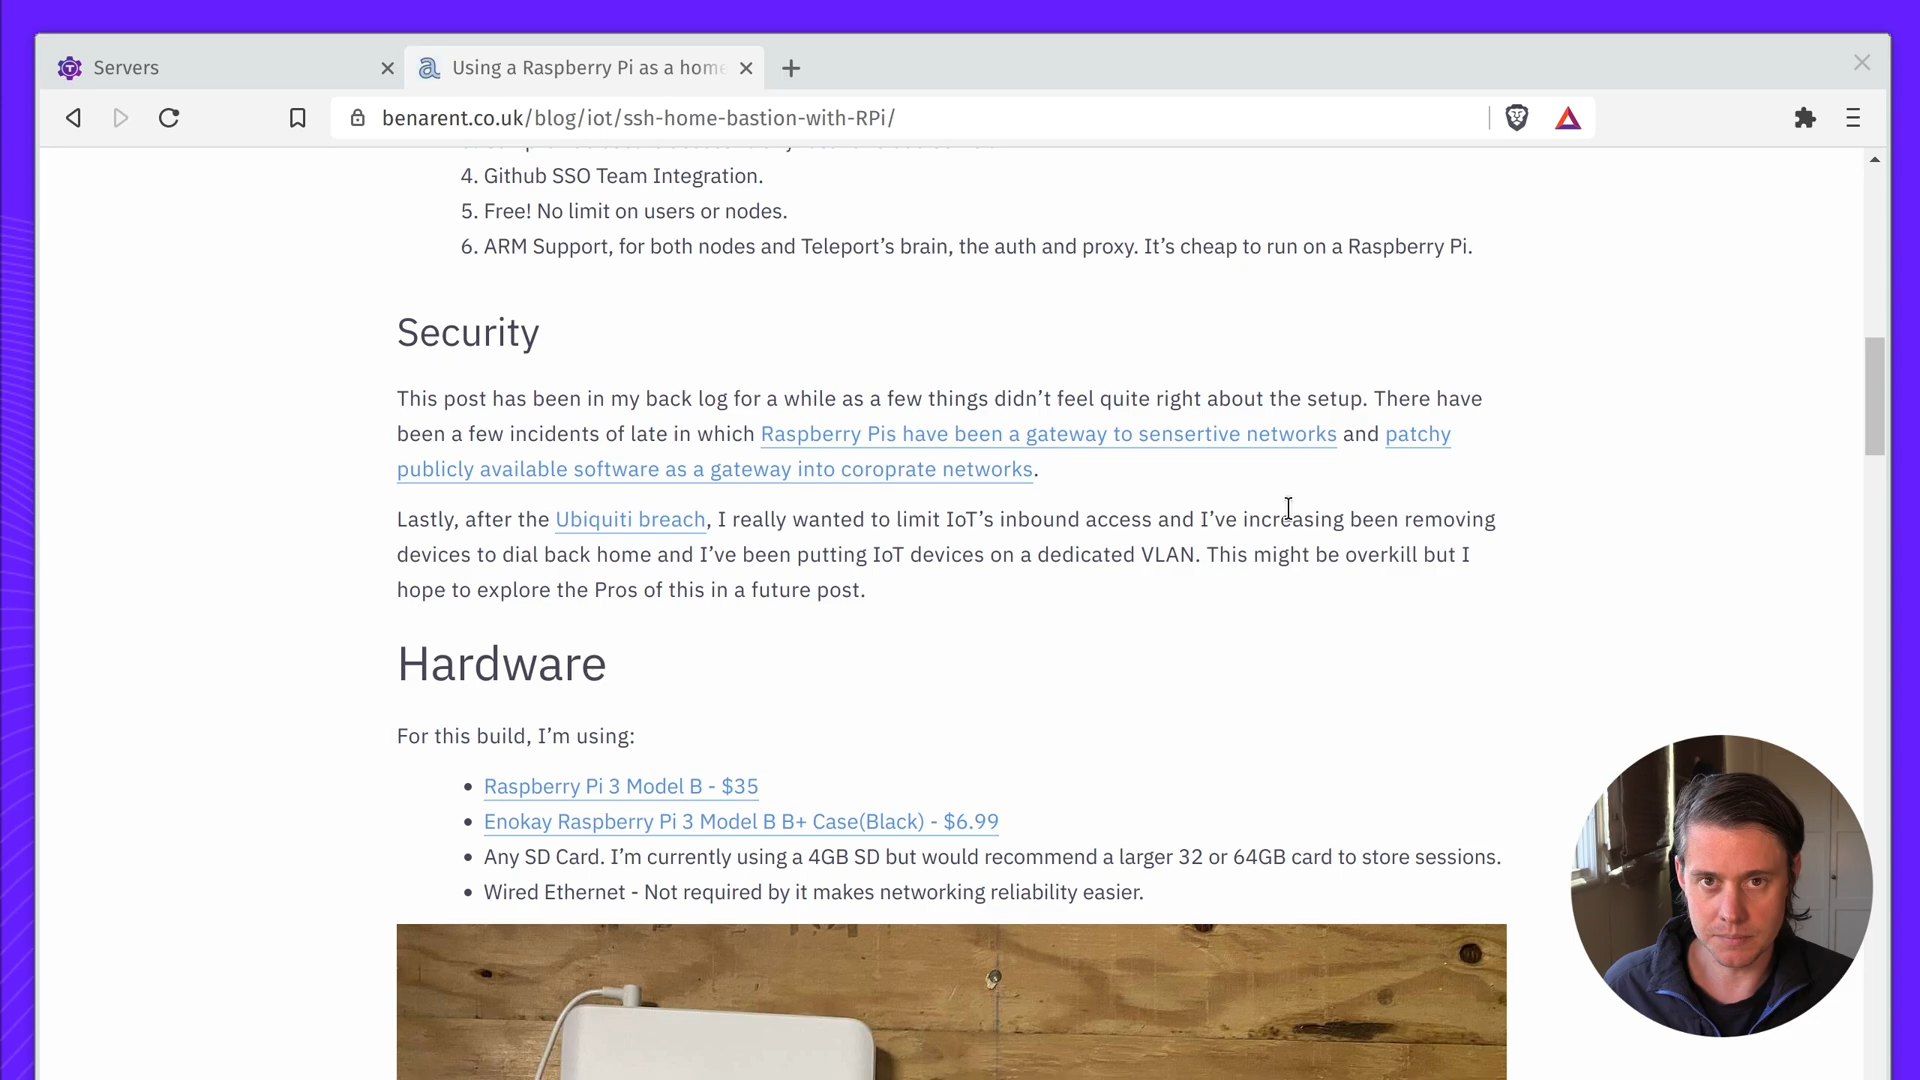 Servers
Using a Raspberry Pi as a home
benarent.co.uk/blog/iot/ssh-home-bastion-with-RPi/
4. Github SSO Team Integration.
5. Free! No limit on users or nodes.
6. ARM Support, for both nodes and Teleport’s brain, the auth and proxy. It’s cheap to run on a Raspberry Pi.
Security
This post has been in my back log for a while as a few things didn’t feel quite right about the setup. There have
been a few incidents of late in which Raspberry Pis have been a gateway to sensertive networks and patchy
publicly available software as a gateway into coroprate networks.
Lastly, after the Ubiquiti breach, I really wanted to limit IoT’s inbound access and I’ve increasing been removing
devices to dial back home and I’ve been putting IoT devices on a dedicated VLAN. This might be overkill but I
hope to explore the Pros of this in a future post.
Hardware
For this build, I’m using:
• Raspberry Pi 3 Model B - $35
• Enokay Raspberry Pi 3 Model B B+ Case(Black) - $6.99
• Any SD Card. I’m currently using a 4GB SD but would recommend a larger 32 or 64GB card to store sessions.
• Wired Ethernet - Not required by it makes networking reliability easier.